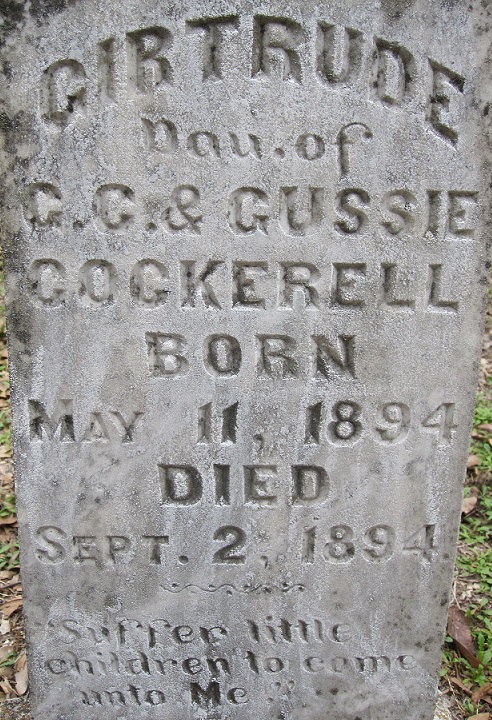 GIRTRUDE
Dau. of
C. C. & GUSSIE
COCKERELL
BORN
MAY 11, 1894
DIED
SEPT. 2, 1894.
"Suffer little
children to come
unto Me."